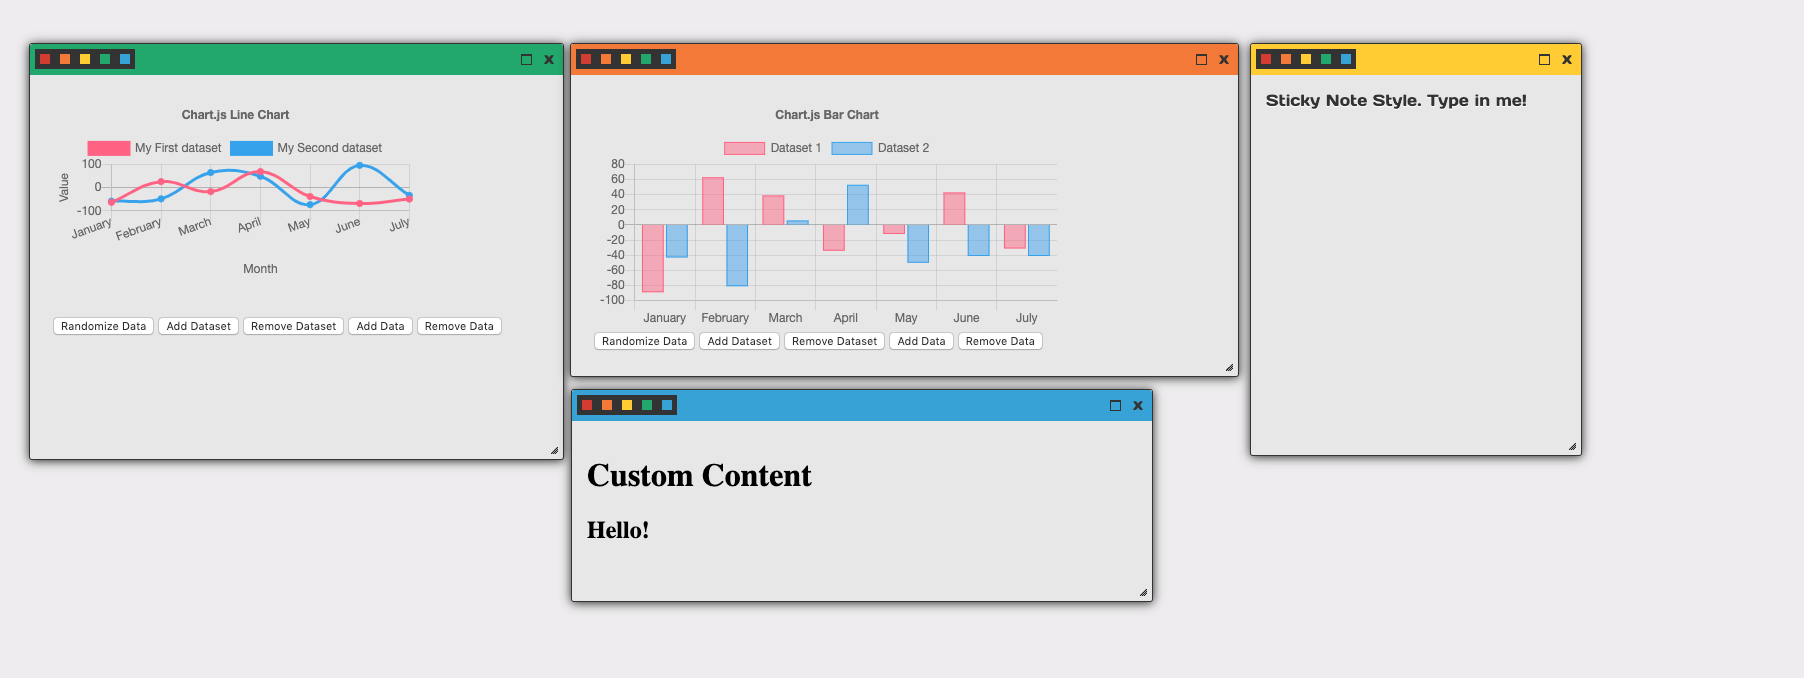 x
Chart.js Line Chart
My First dataset My Second dataset
100
0
-100
Value
January February March April May June July
Month
Randomize Data Add Dataset Remove Dataset Add Data Remove Data
x
Chart.js Bar Chart
Dataset 1 Dataset 2
80
60
40
20
0
-20
-40
-60
-80
-100
January February March April May June July
Randomize Data Add Dataset Remove Dataset Add Data Remove Data
x
Sticky Note Style. Type in me!
x
Custom Content
Hello!